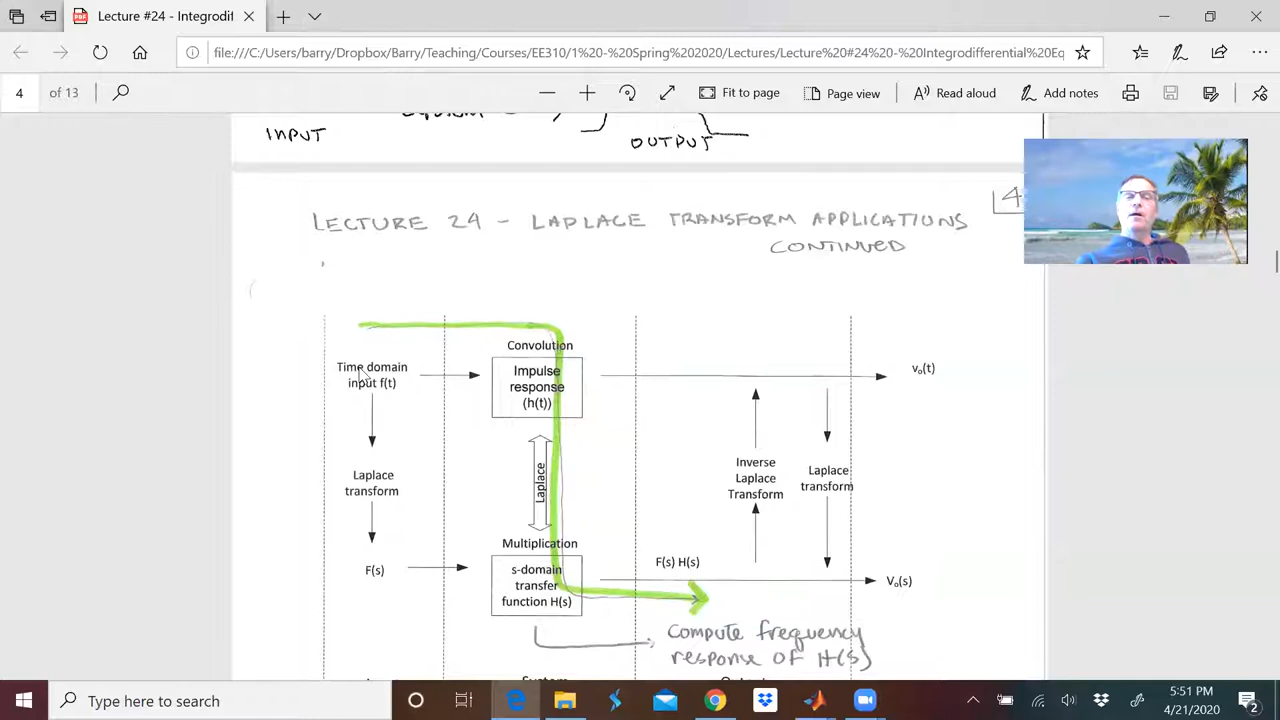 Lecture #24 - Integrodifferential
file:///C:/Users/barry/Dropbox/Barry/Teaching/Courses/EE310/1%20-%20Spring%202020/Lectures/Lecture%20#24%20-%20Integrodifferential%20Eq
4 of 13
Fit to page
Page view
Read aloud
Add notes
INPUT
OUTPUT
4
LECTURE 24 - LAPLACE TRANSFORM APPLICATIONS
CONTINUED
Convolution
Time domain
input f(t)
Impulse
response
(h(t))
vo(t)
Laplace
transform
Laplace
Inverse
Laplace
Transform
Laplace
transform
Multiplication
F(s)
s-domain
transfer
function H(s)
F(s) H(s)
Vo(s)
Compute frequency
response of H(s)
Type here to search
5:51 PM
4/21/2020
2